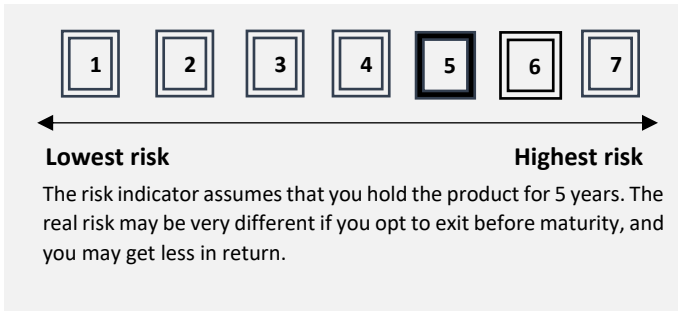 1 2 3 4 5 6 7
Lowest risk Highest risk
The risk indicator assumes that you hold the product for 5 years. The
real risk may be very different if you opt to exit before maturity, and
you may get less in return.